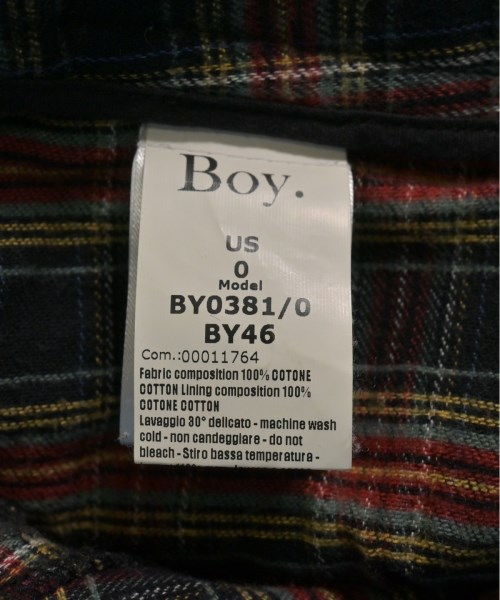 Boy.
US
0
Model
BY0381/0
BY46
Com.:00011764
Fabric composition 100% COTONE
COTTON Lining composition 100%
COTONE COTTON
Lavaggio 30° delicato - machine wash
cold - non candeggiare - do not
bleach - Stiro bassa temperatura -